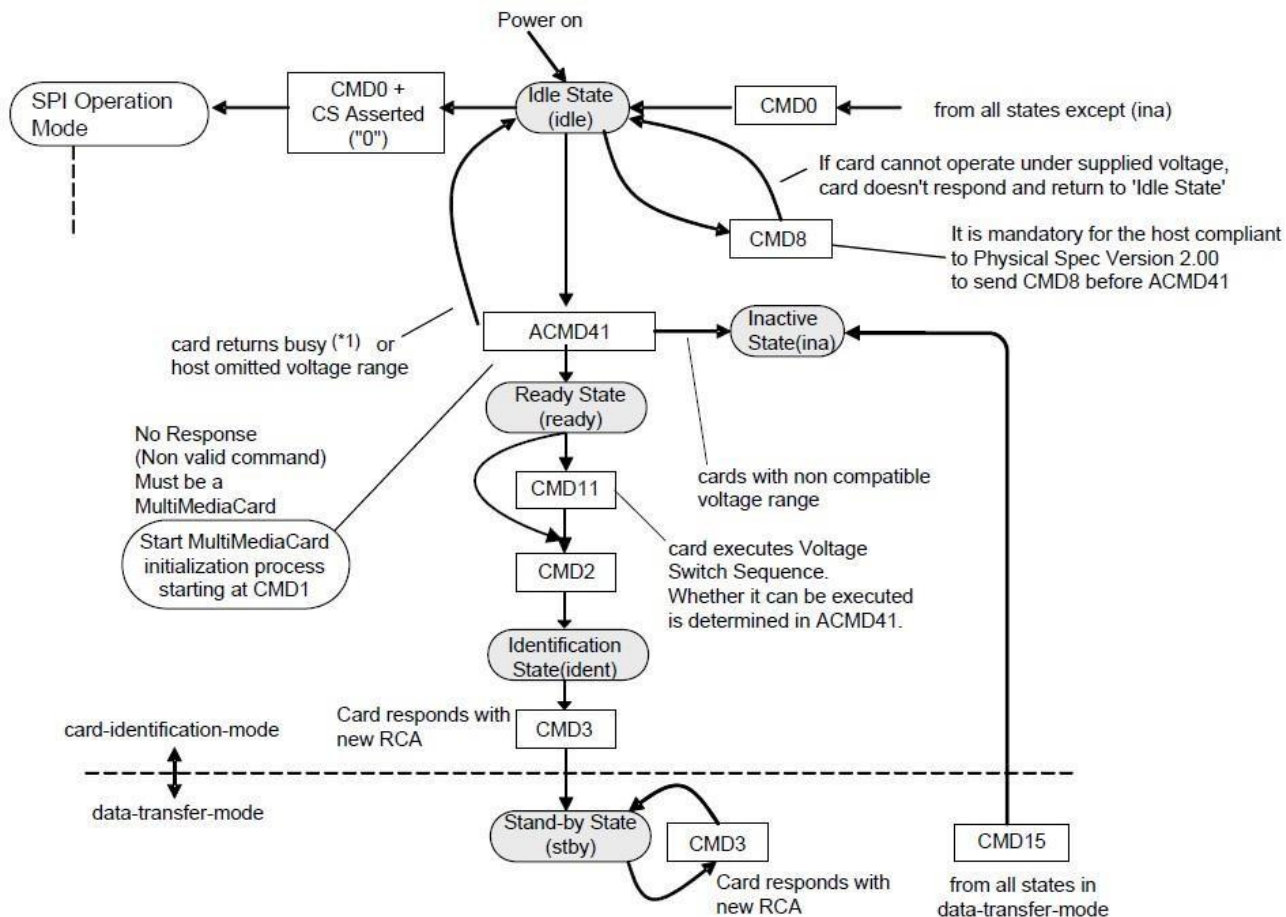 Power on
SPI Operation
Mode
CMD0 +
CS Asserted
("0")
Idle State
(idle)
CMD0
from all states except (ina)
If card cannot operate under supplied voltage,
card doesn't respond and return to 'Idle State'
CMD8
It is mandatory for the host compliant
to Physical Spec Version 2.00
to send CMD8 before ACMD41
card returns busy (*1) or
host omitted voltage range
ACMD41
Inactive
State(ina)
Ready State
(ready)
No Response
(Non valid command)
Must be a
MultiMediaCard
Start MultiMediaCard
initialization process
starting at CMD1
cards with non compatible
voltage range
CMD11
card executes Voltage
Switch Sequence.
Whether it can be executed
is determined in ACMD41.
CMD2
Identification
State(ident)
Card responds with
new RCA
CMD3
card-identification-mode
data-transfer-mode
Stand-by State
(stby)
CMD3
Card responds with
new RCA
CMD15
from all states in
data-transfer-mode